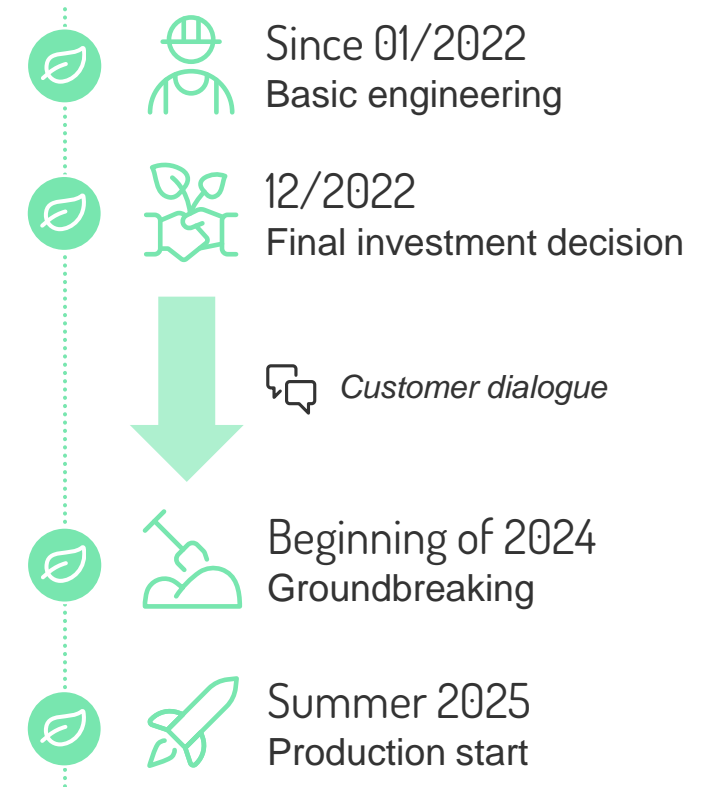 Since 01/2022
Basic engineering
12/2022
Final investment decision
Customer dialogue
Beginning of 2024
Groundbreaking
Summer 2025
Production start